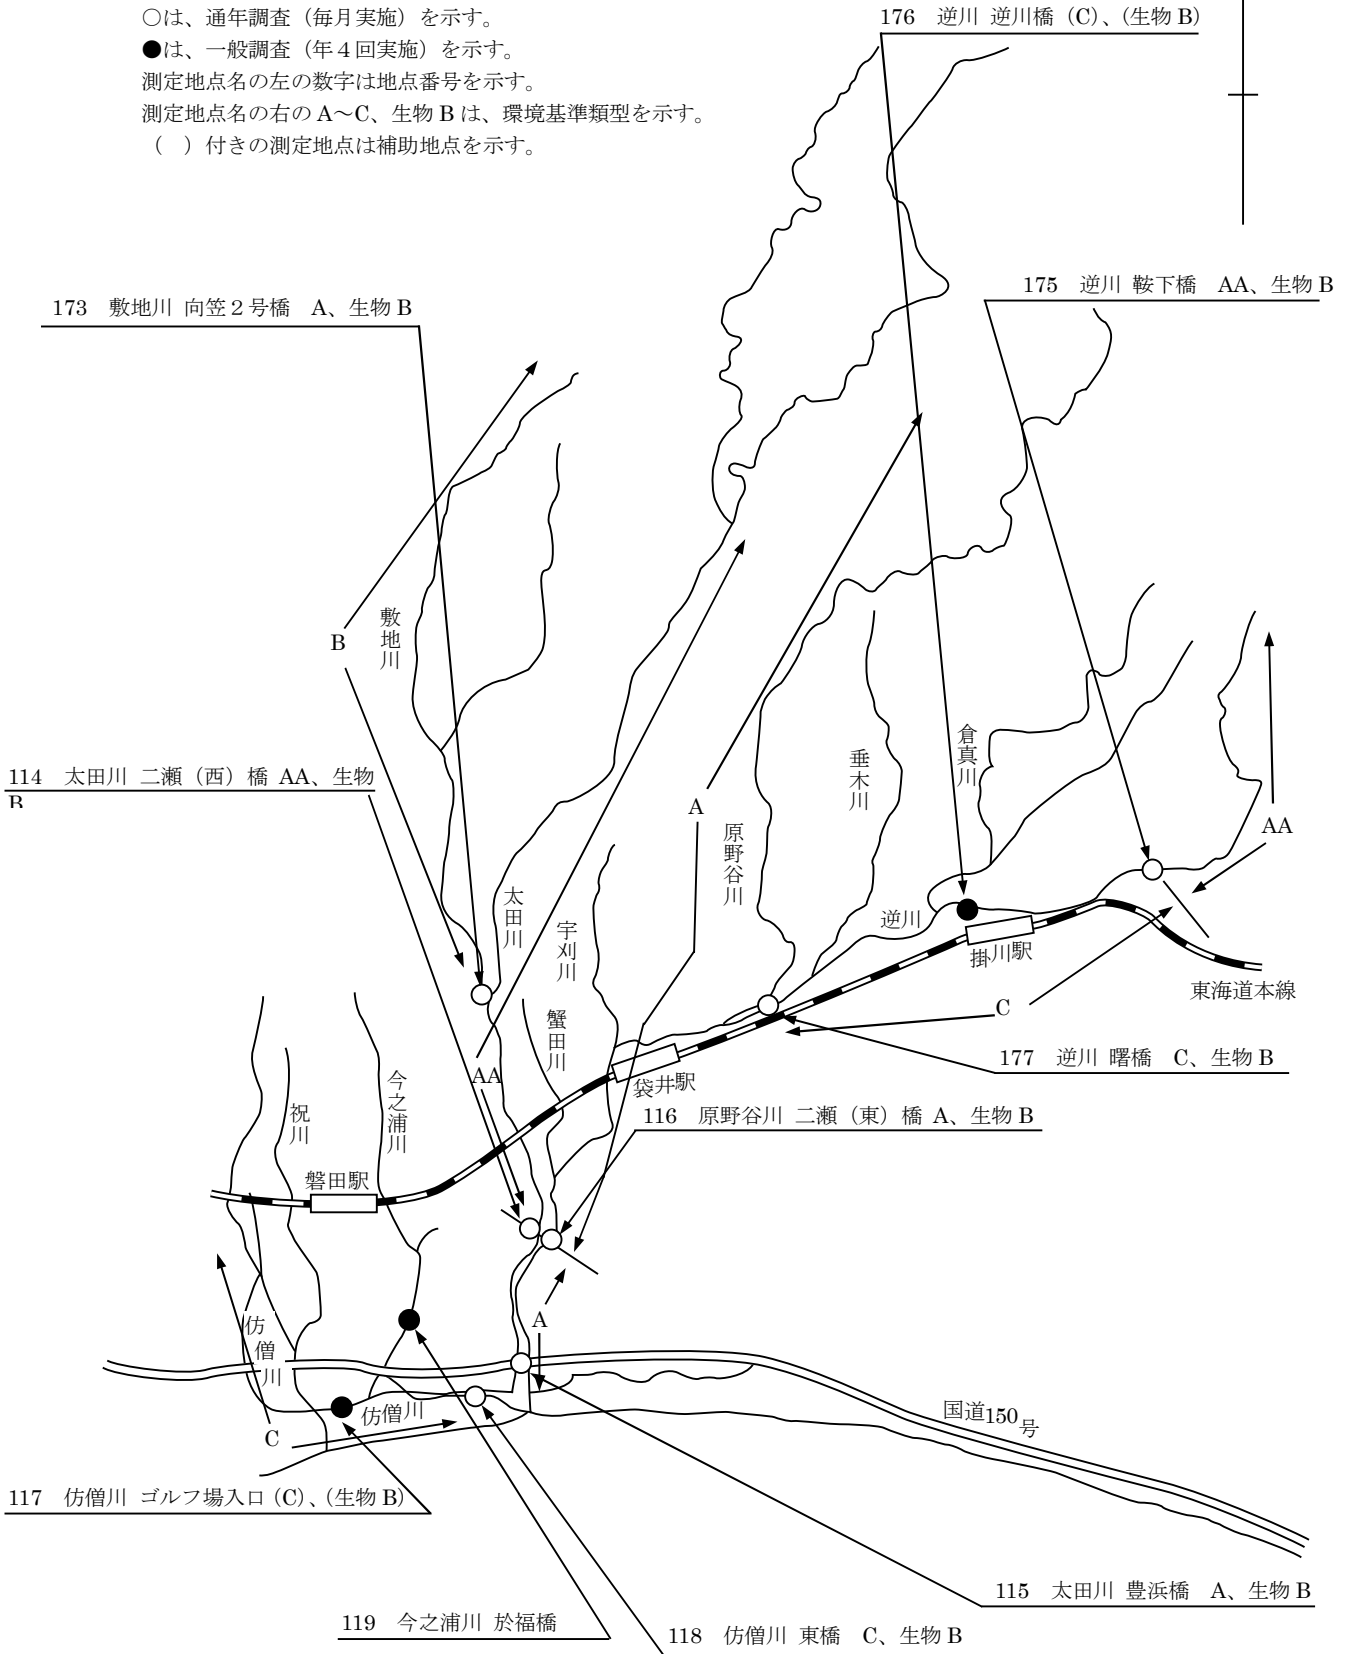 ○は、通年調査（毎月実施）を示す。
●は、一般調査（年４回実施）を示す。
測定地点名の左の数字は地点番号を示す。
測定地点名の右の A～C、生物 B は、環境基準類型を示す。
（　）付きの測定地点は補助地点を示す。
176　逆川 逆川橋（C）、（生物 B）
175　逆川 鞍下橋　AA、生物 B
173　敷地川 向笠２号橋　A、生物 B
B
敷地川
114　太田川 二瀬（西）橋 AA、生物
B
A
原野谷川
垂木川
倉真川
AA
太田川
宇刈川
逆川
掛川駅
東海道本線
C
蟹田川
177　逆川 曙橋　C、生物 B
AA
袋井駅
116　原野谷川 二瀬（東）橋 A、生物 B
今之浦川
祝川
磐田駅
A
仿僧川
仿僧川
国道150号
C
117　仿僧川 ゴルフ場入口（C）、（生物 B）
115　太田川 豊浜橋　A、生物 B
119　今之浦川 於福橋
118　仿僧川 東橋　C、生物 B